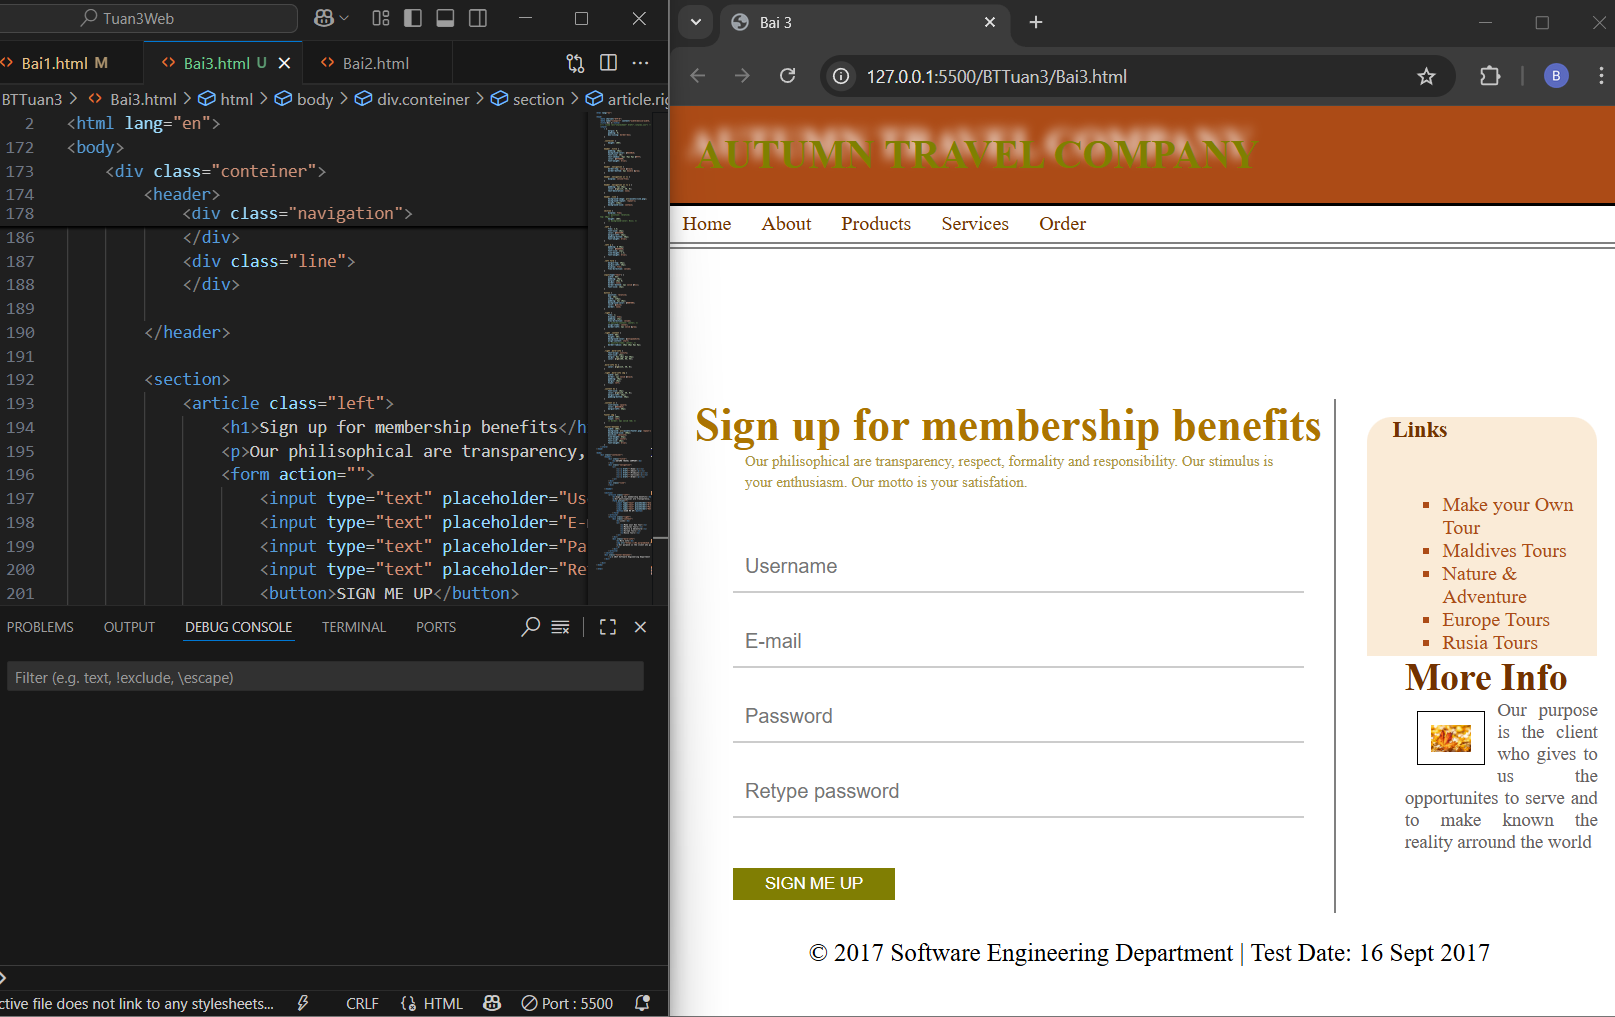 Tuan3Web
Bai1.html M
Bai3.html U
Bai2.html
BTTuan3 > Bai3.html > html > body > div.conteiner > section > article.rig
2 <html lang="en">
172 <body>
173 <div class="conteiner">
174 <header>
178 <div class="navigation">
186 </div>
187 <div class="line">
188 </div>
189
190 </header>
191
192 <section>
193 <article class="left">
194 <h1>Sign up for membership benefits</h
195 <p>Our philisophical are transparency,
196 <form action="">
197 <input type="text" placeholder="Us
198 <input type="text" placeholder="E-
199 <input type="text" placeholder="Pa
200 <input type="text" placeholder="Re
201 <button>SIGN ME UP</button>
PROBLEMS OUTPUT DEBUG CONSOLE TERMINAL PORTS
Filter (e.g. text, !exclude, \escape)
ctive file does not link to any stylesheets... CRLF HTML Port : 5500
Bai 3
127.0.0.1:5500/BTTuan3/Bai3.html
B
AUTUMN TRAVEL COMPANY
Home About Products Services Order
Sign up for membership benefits
Our philisophical are transparency, respect, formality and responsibility. Our stimulus is
your enthusiasm. Our motto is your satisfation.
Username
E-mail
Password
Retype password
SIGN ME UP
Links
Make your Own
Tour
Maldives Tours
Nature &
Adventure
Europe Tours
Rusia Tours
More Info
Our purpose
is the client
who gives to
us the
opportunites to serve and
to make known the
reality arround the world
© 2017 Software Engineering Department | Test Date: 16 Sept 2017